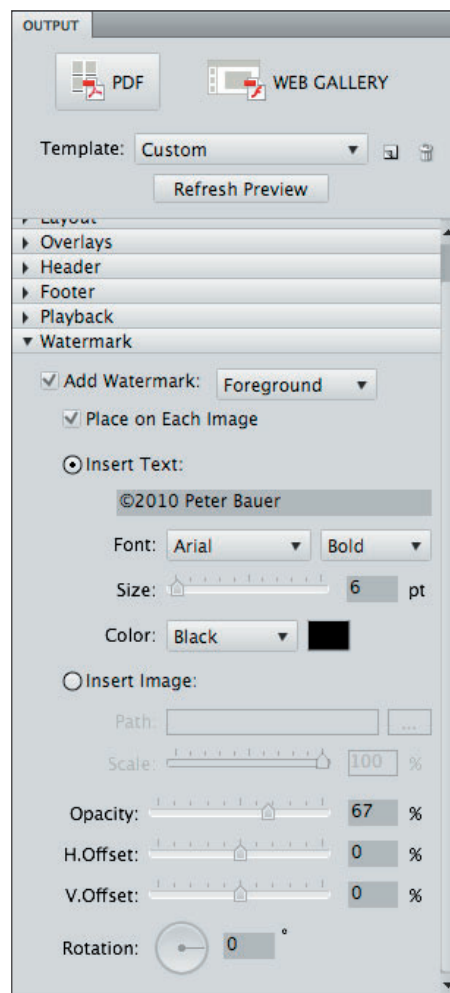 OUTPUT
PDF WEB GALLERY
Template: Custom
Refresh Preview
Layout
Overlays
Header
Footer
Playback
Watermark
Add Watermark: Foreground
Place on Each Image
Insert Text:
©2010 Peter Bauer
Font: Arial Bold
Size: 6 pt
Color: Black
Insert Image:
Path: ...
Scale: 100 %
Opacity: 67 %
H.Offset: 0 %
V.Offset: 0 %
Rotation: 0 °